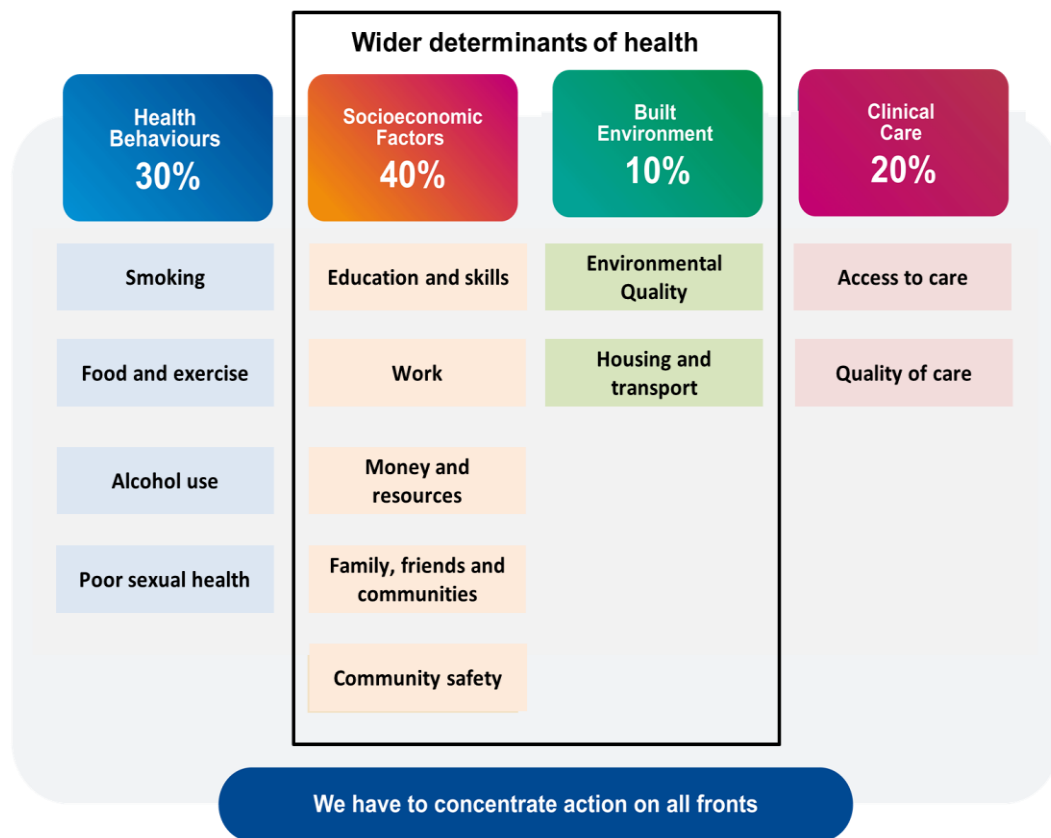 Wider determinants of health
Health
Behaviours
30%
Smoking
Food and exercise
Alcohol use
Poor sexual health
Socioeconomic
Factors
40%
Education and skills
Work
Money and
resources
Family, friends and
communities
Community safety
Built
Environment
10%
Environmental
Quality
Housing and
transport
Clinical
Care
20%
Access to care
Quality of care
We have to concentrate action on all fronts